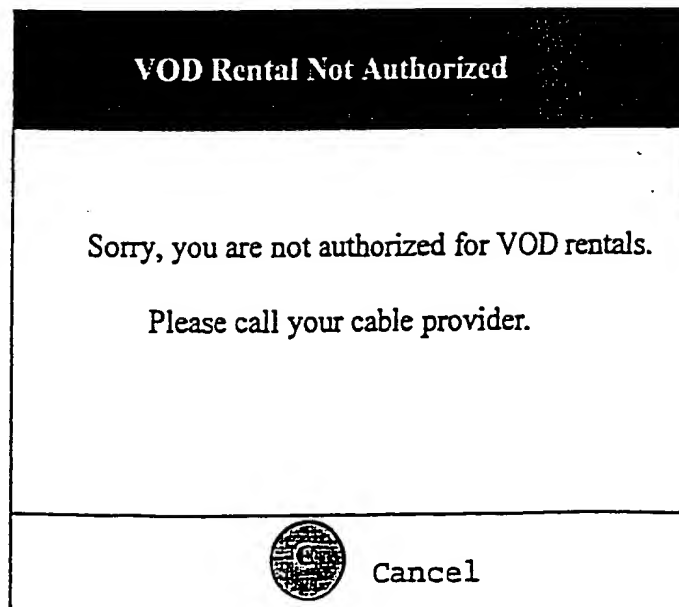 VOD Rental Not Authorized
Sorry, you are not authorized for VOD rentals.
Please call your cable provider.
C Cancel